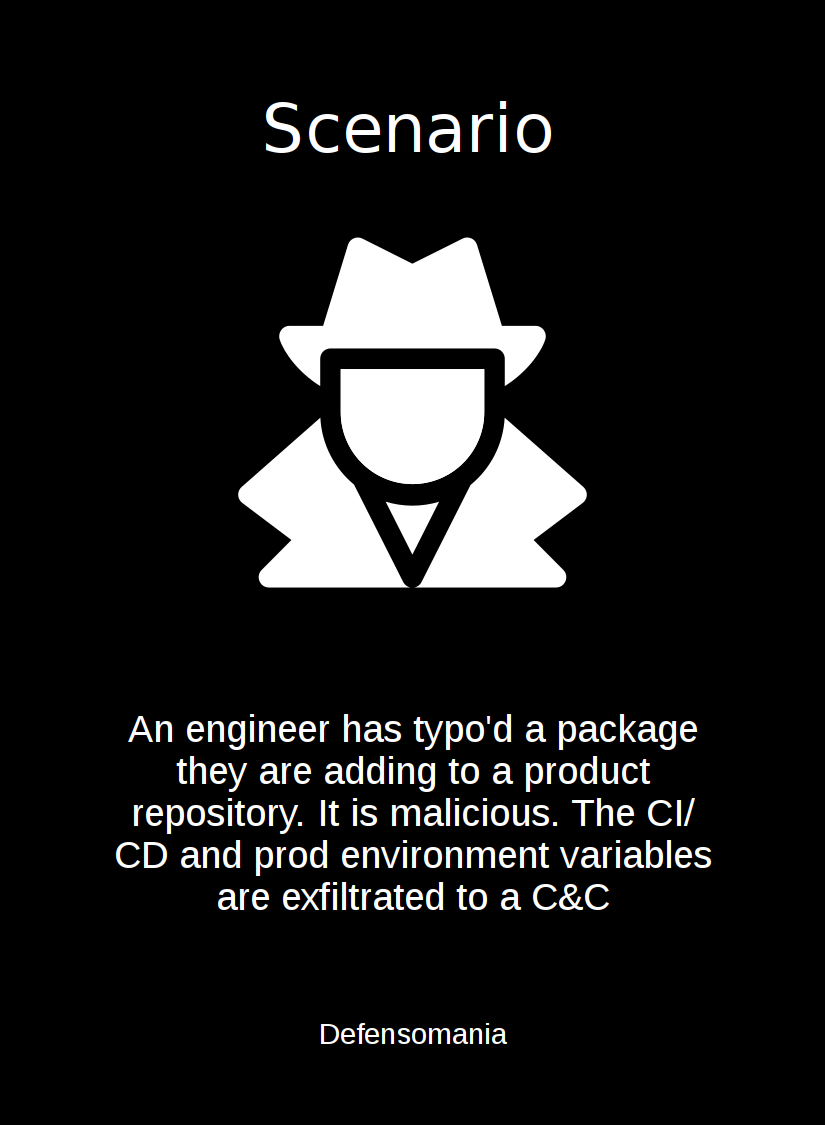 Scenario
An engineer has typo'd a package
they are adding to a product
repository. It is malicious. The CI/
CD and prod environment variables
are exfiltrated to a C&C
Defensomania